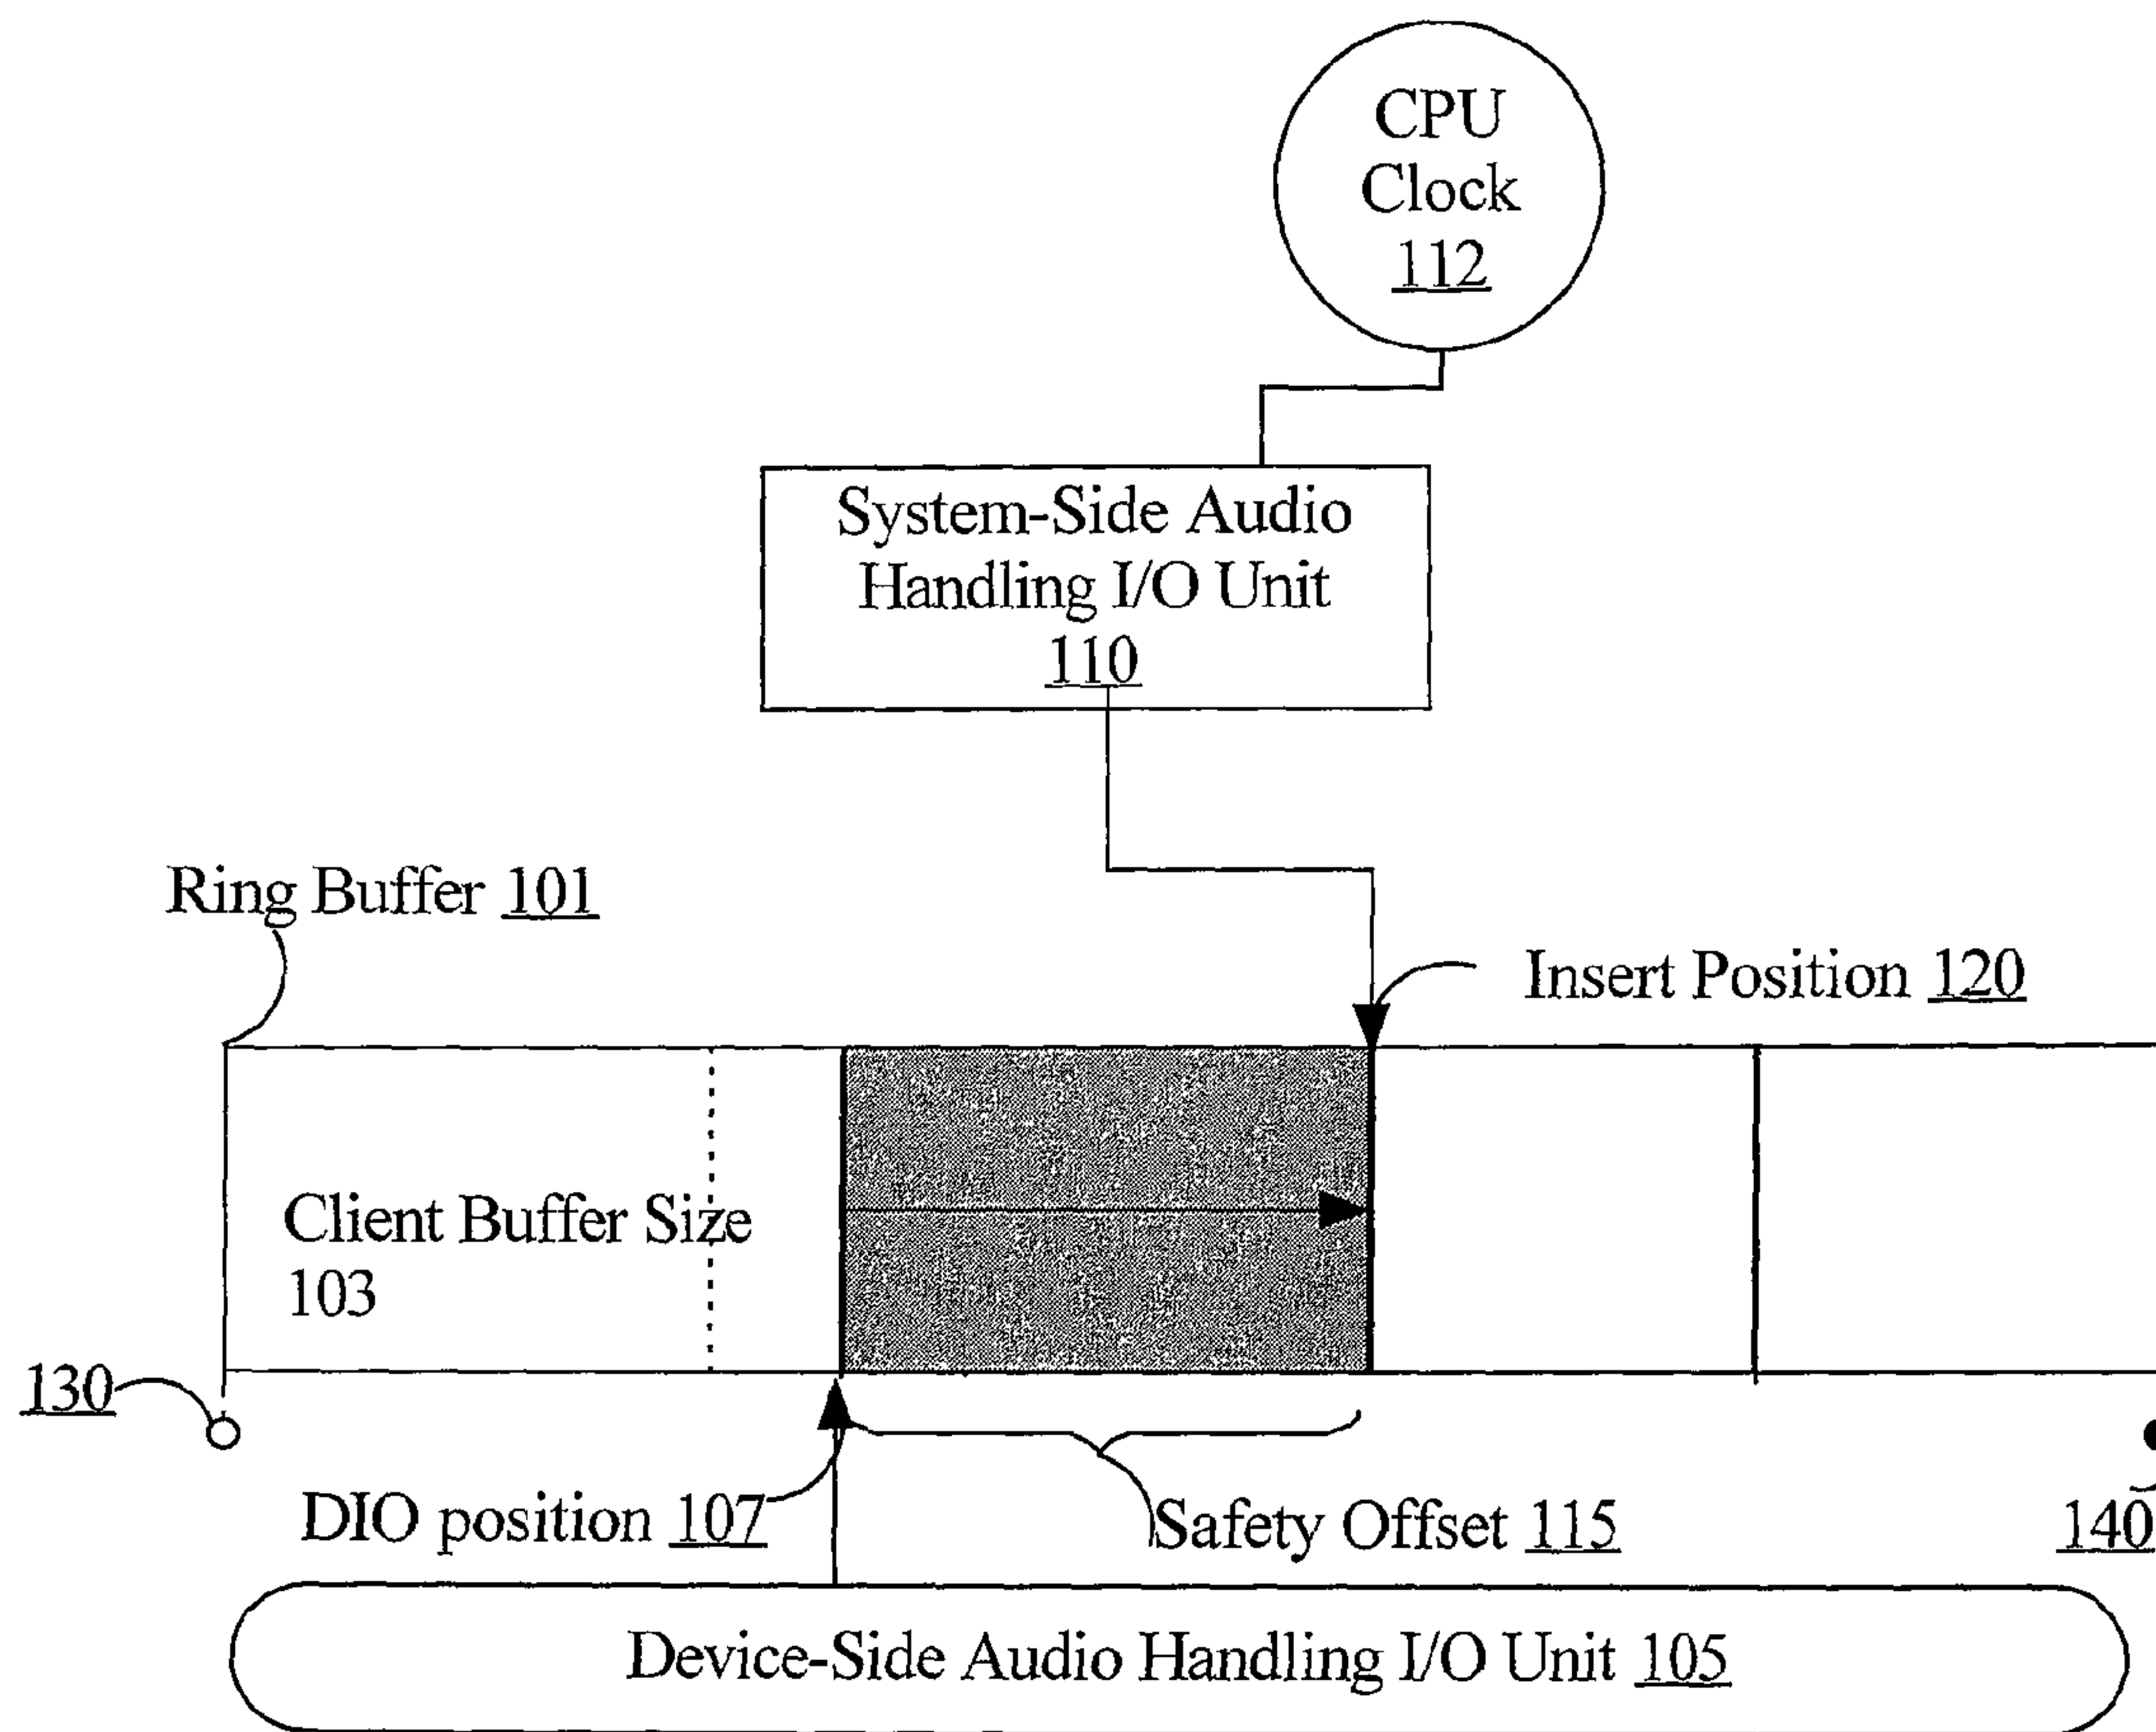 CPU
Clock
112
System-Side Audio
Handling I/O Unit
110
Ring Buffer 101
Insert Position 120
Client Buffer Size
103
130
DIO position 107
Safety Offset 115
140
Device-Side Audio Handling I/O Unit 105